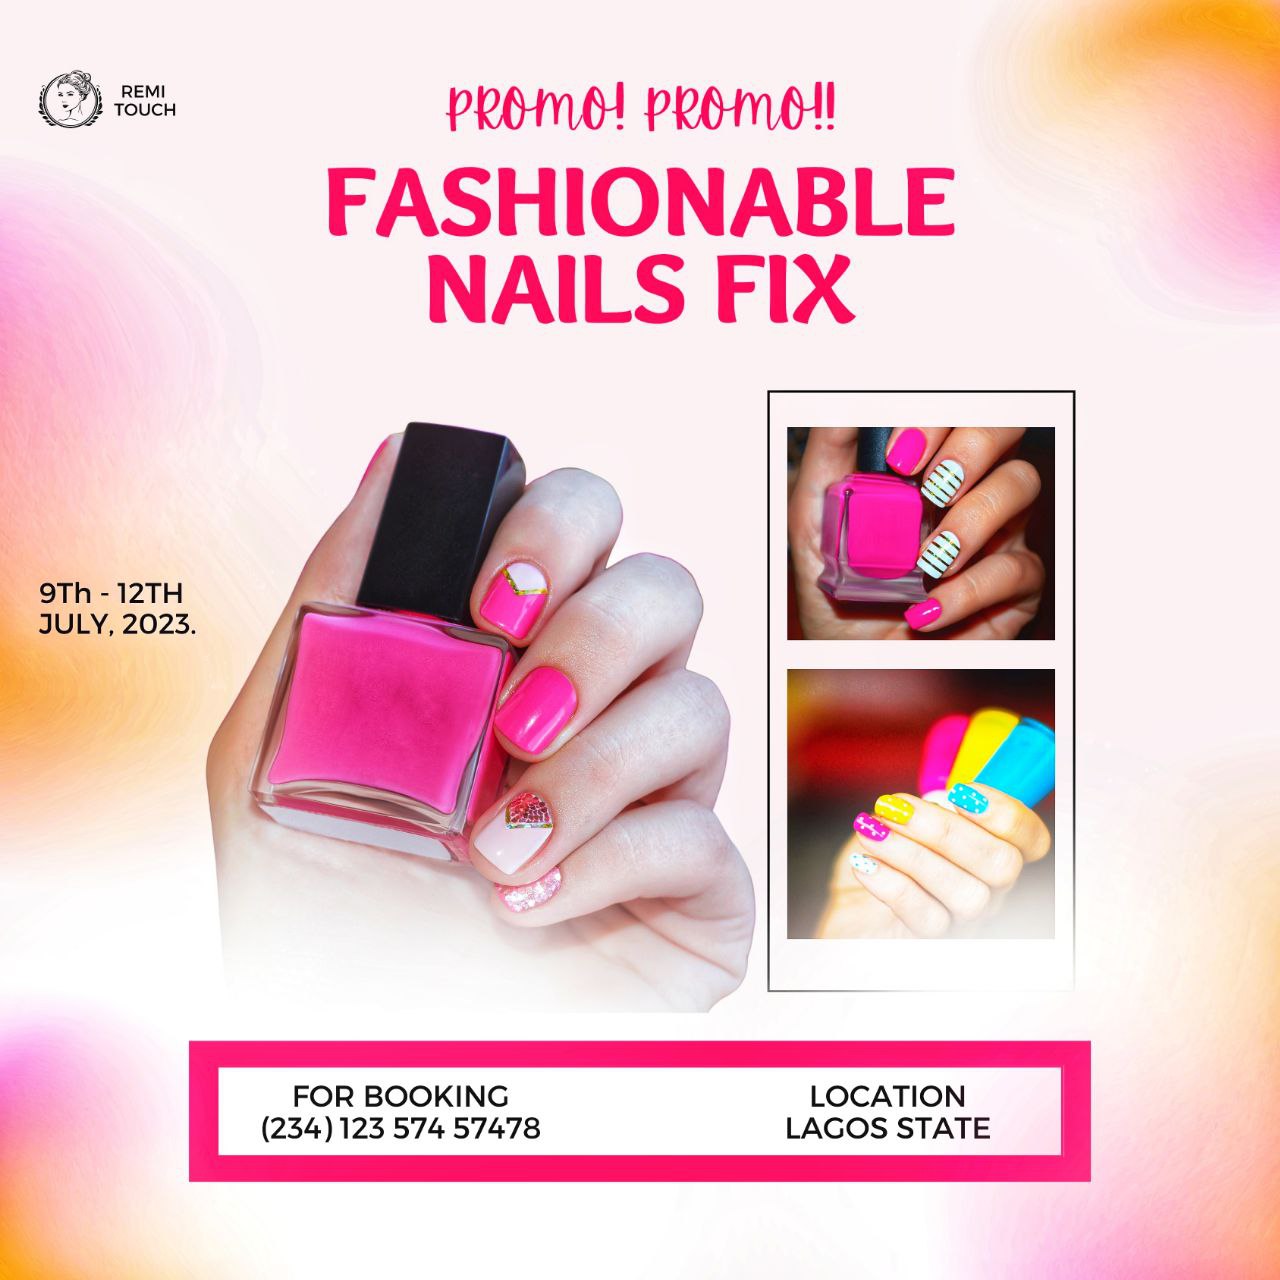 REMI
TOUCH
PROMO! PROMO!!
FASHIONABLE
NAILS FIX
9Th - 12TH
JULY, 2023.
FOR BOOKING
(234) 123 574 57478
LOCATION
LAGOS STATE